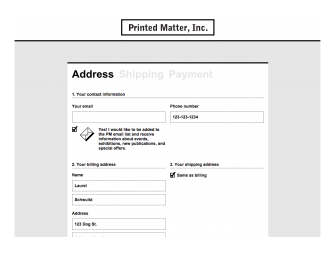 Printed Matter, Inc.
Address Shipping Payment
1. Your contact information
Your email
Phone number
123-123-1234
Yes! I would like to be added to
the PM email list and receive
information about events,
exhibitions, new publications, and
special offers.
2. Your billing address
3. Your shipping address
Name
Same as billing
Laurel
Schwulst
Address
123 Dog St.